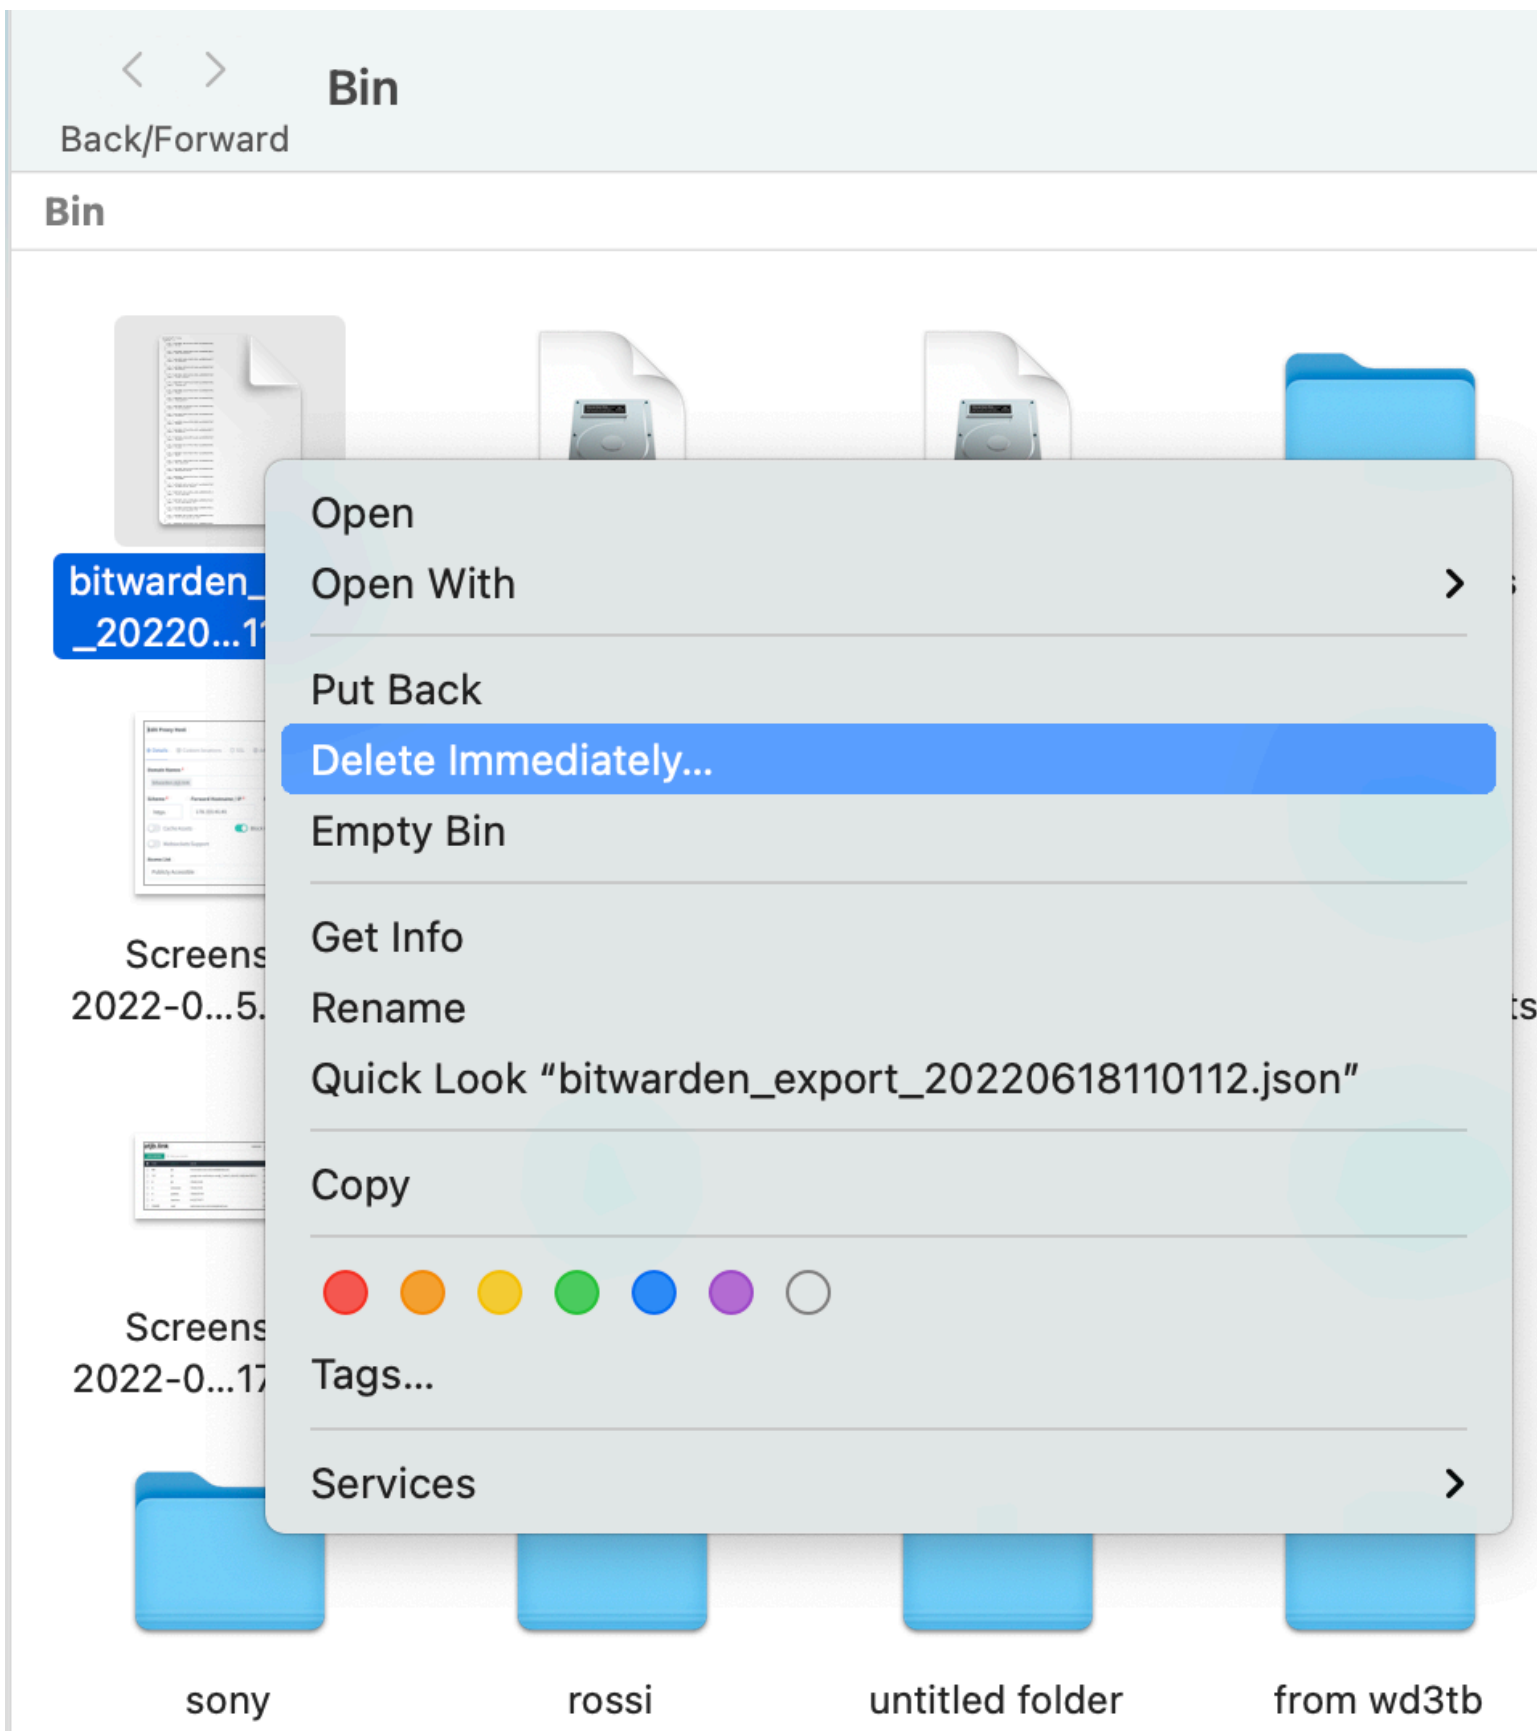 Bin
Back/Forward
Bin
Open
bitwarden_
Open With
_20220...1
Put Back
Delete Immediately...
Empty Bin
Get Info
Screens
2022-0...5.
Rename
Quick Look “bitwarden_export_20220618110112.json”
Copy
Screens
2022-0...17
Tags...
Services
sony
rossi
untitled folder
from wd3tb